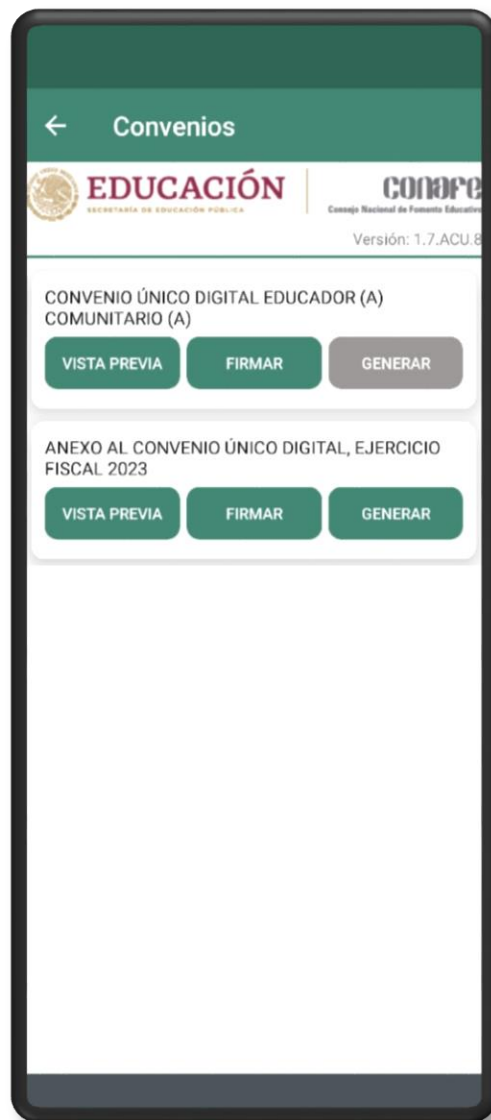 Convenios
EDUCACIÓN
SECRETARÍA DE EDUCACIÓN PÚBLICA
conafe
Consejo Nacional de Fomento Educativo
Versión: 1.7.ACU.8
CONVENIO ÚNICO DIGITAL EDUCADOR (A)
COMUNITARIO (A)
VISTA PREVIA FIRMAR GENERAR
ANEXO AL CONVENIO ÚNICO DIGITAL, EJERCICIO
FISCAL 2023
VISTA PREVIA FIRMAR GENERAR